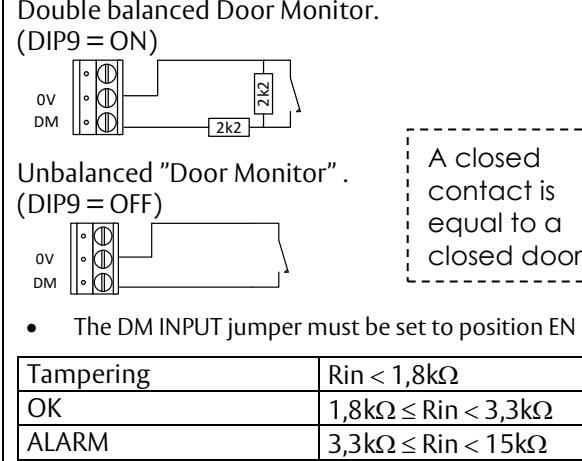 Double balanced Door Monitor.
(DIP9 = ON)
0V
DM
2k2
2k2
Unbalanced ”Door Monitor” .
(DIP9 = OFF)
0V
DM
A closed
contact is
equal to a
closed door
• The DM INPUT jumper must be set to position EN
Tampering Rin < 1,8kΩ
OK 1,8kΩ ≤ Rin < 3,3kΩ
ALARM 3,3kΩ ≤ Rin < 15kΩ